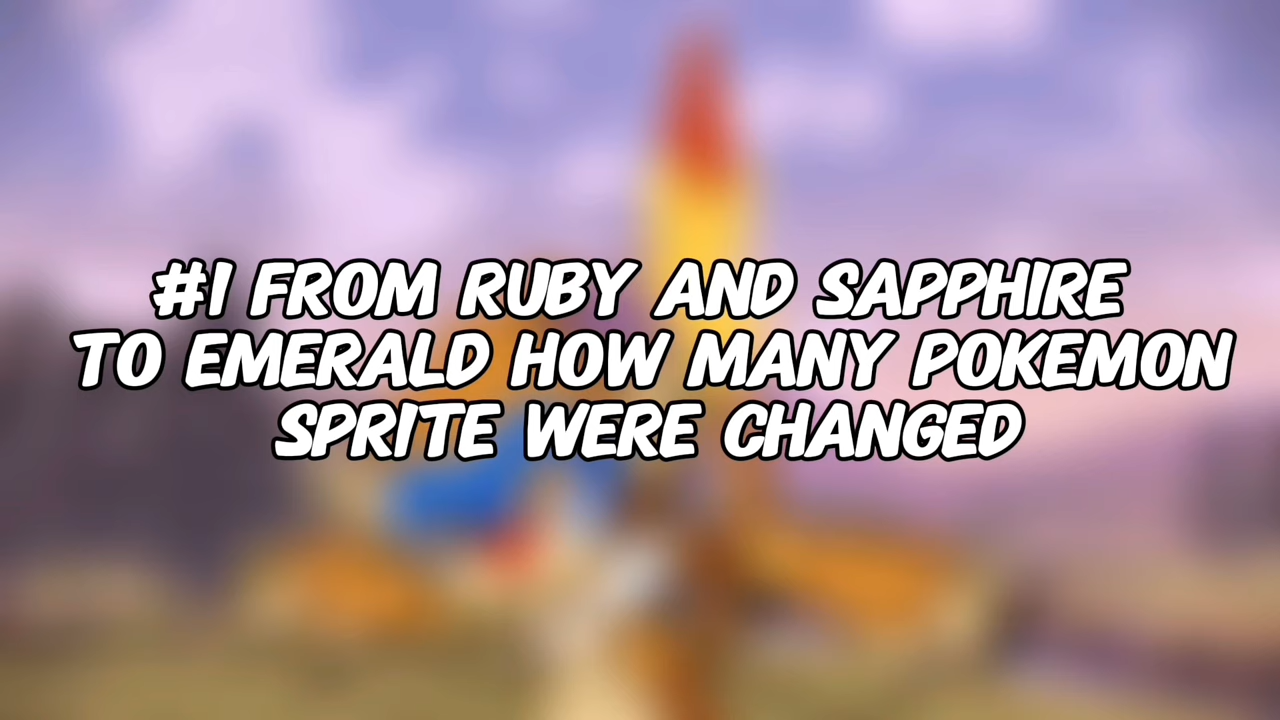 #1 FROM RUBY AND SAPPHIRE
TO EMERALD HOW MANY POKEMON
SPRITE WERE CHANGED